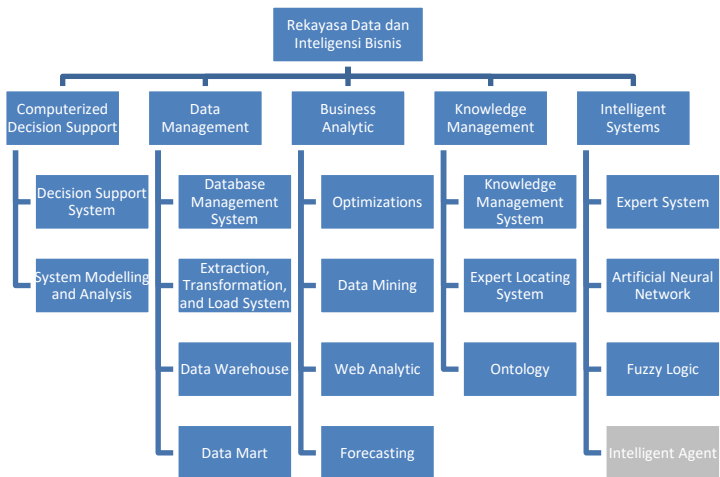 Rekayasa Data dan
Inteligensi Bisnis
Computerized
Decision Support
Data
Management
Business
Analytic
Knowledge
Management
Intelligent
Systems
Decision Support
System
System Modelling
and Analysis
Database
Management
System
Extraction,
Transformation,
and Load System
Data Warehouse
Data Mart
Optimizations
Data Mining
Web Analytic
Forecasting
Knowledge
Management
System
Expert Locating
System
Ontology
Expert System
Artificial Neural
Network
Fuzzy Logic
Intelligent Agent